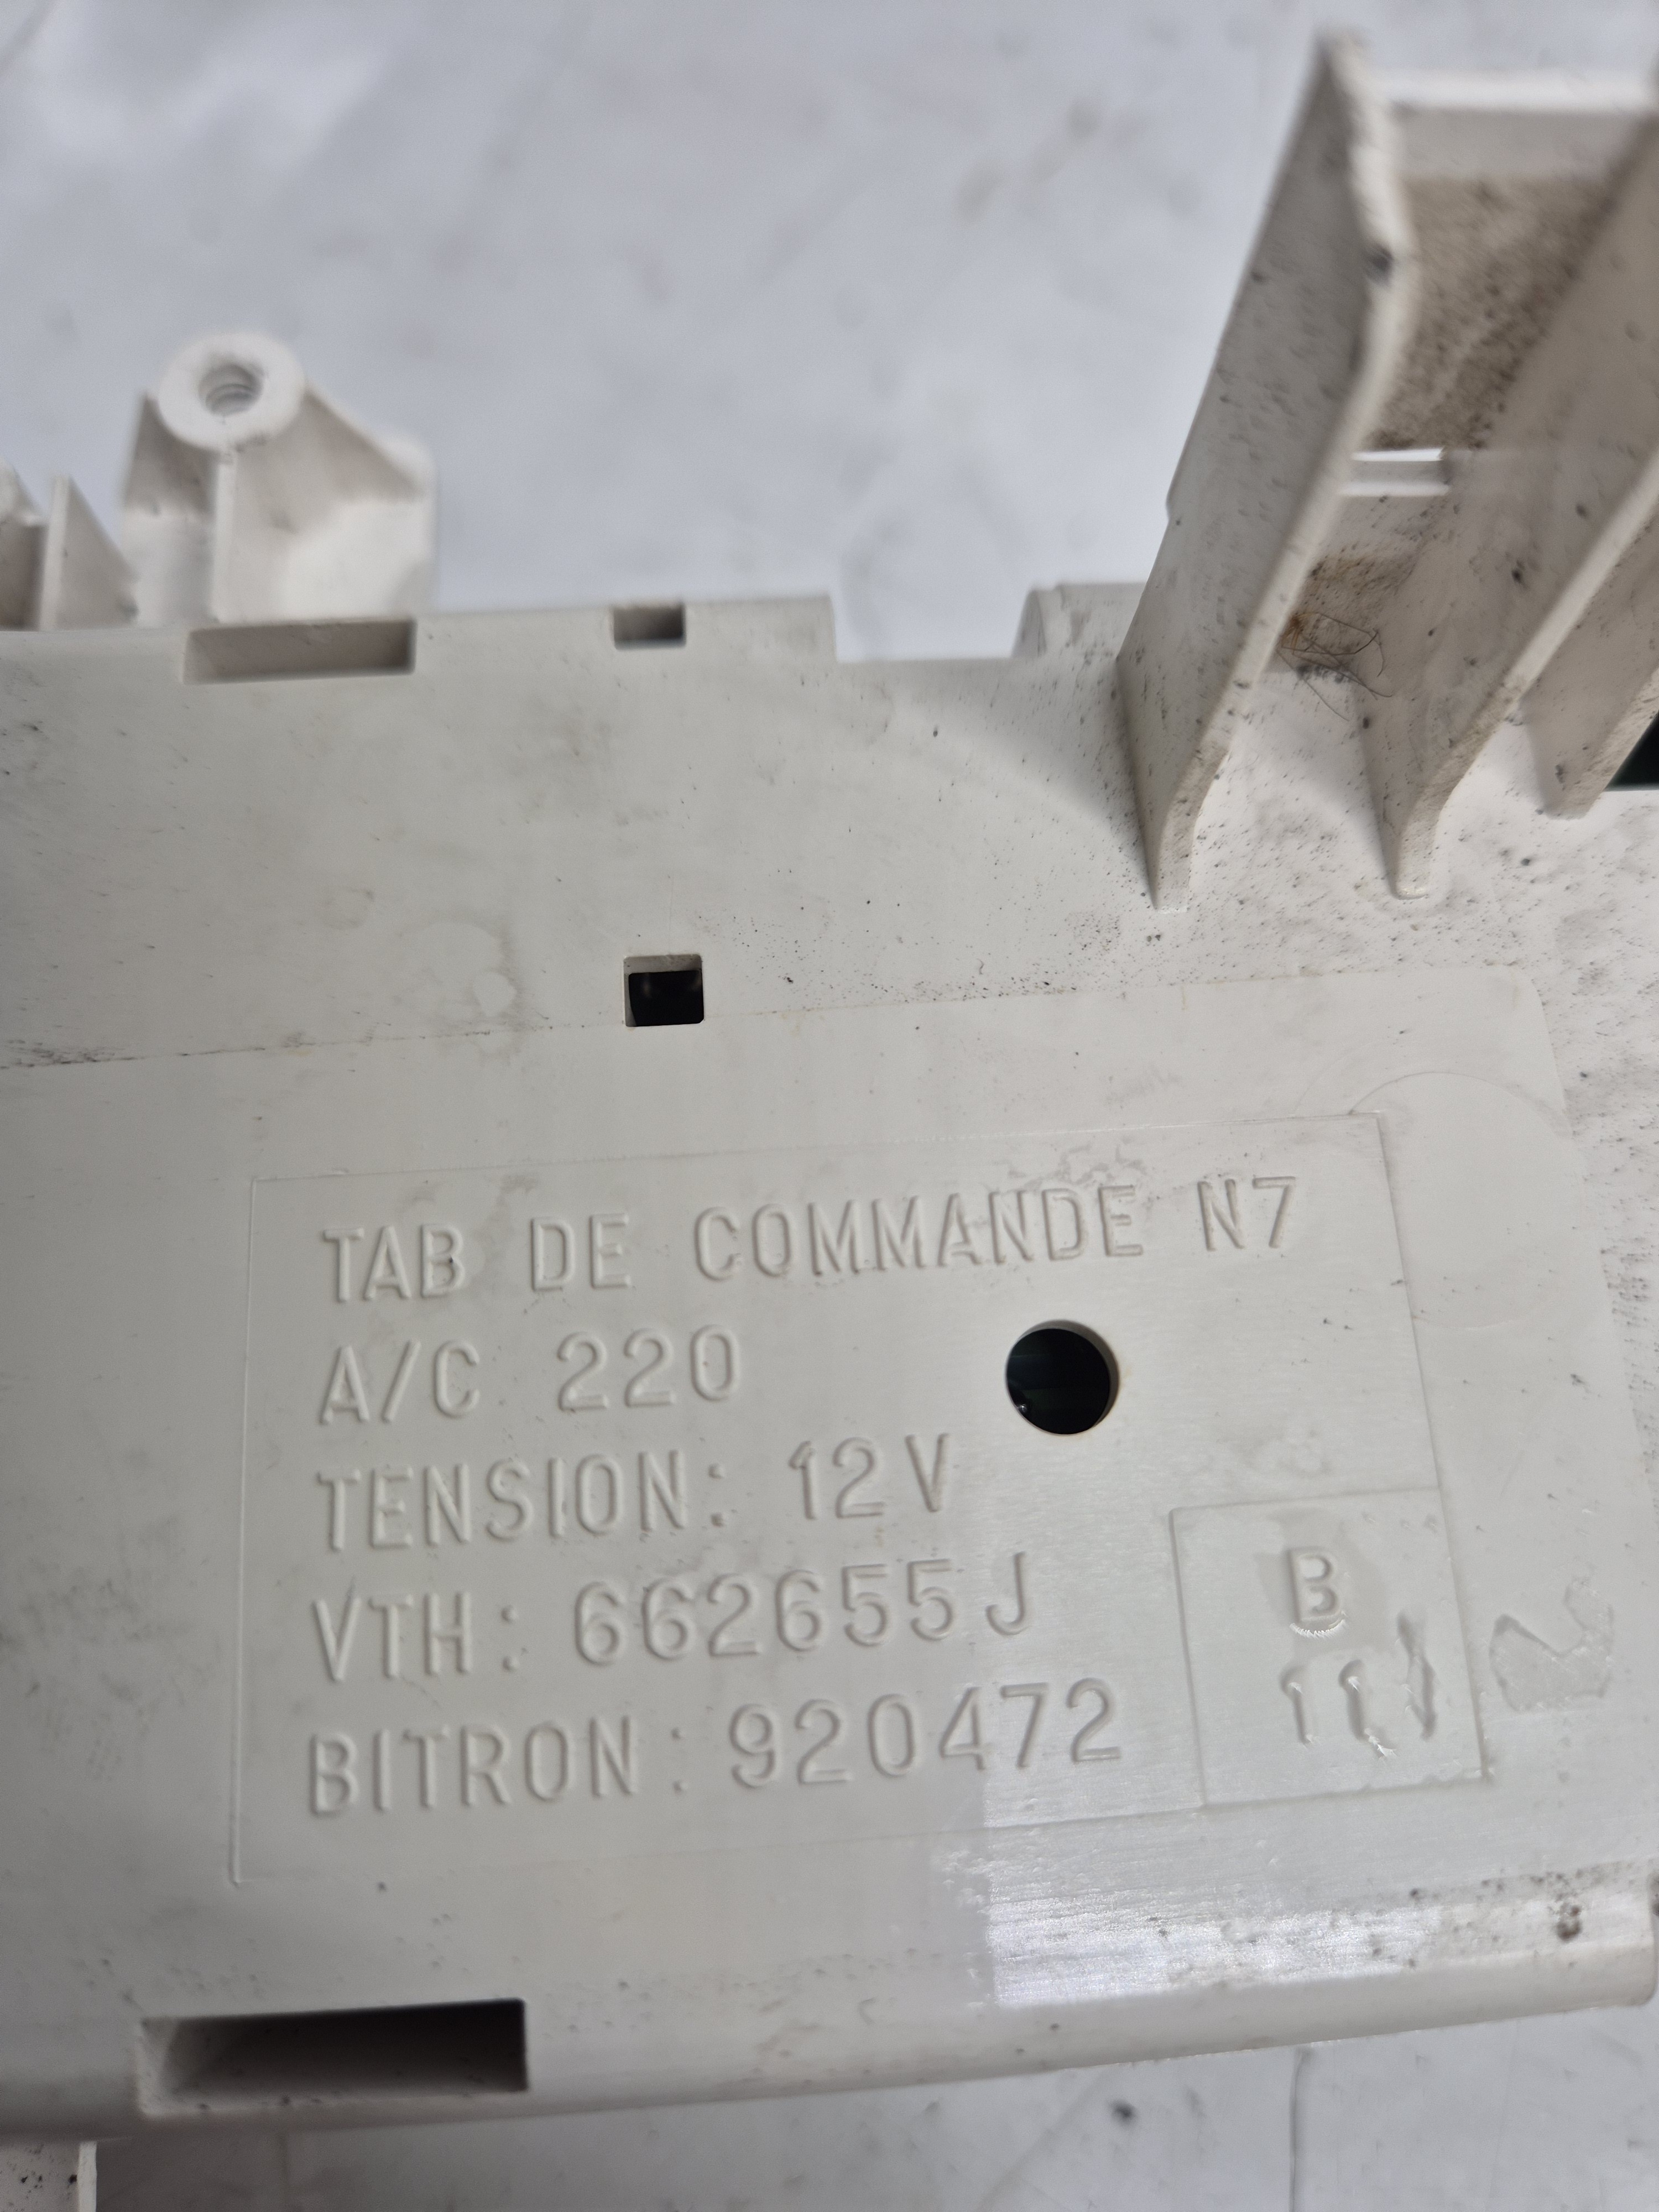 TAB DE COMMANDE N7
A/C 220
TENSION: 12V
VTH: 662655J
BITRON: 920472
B